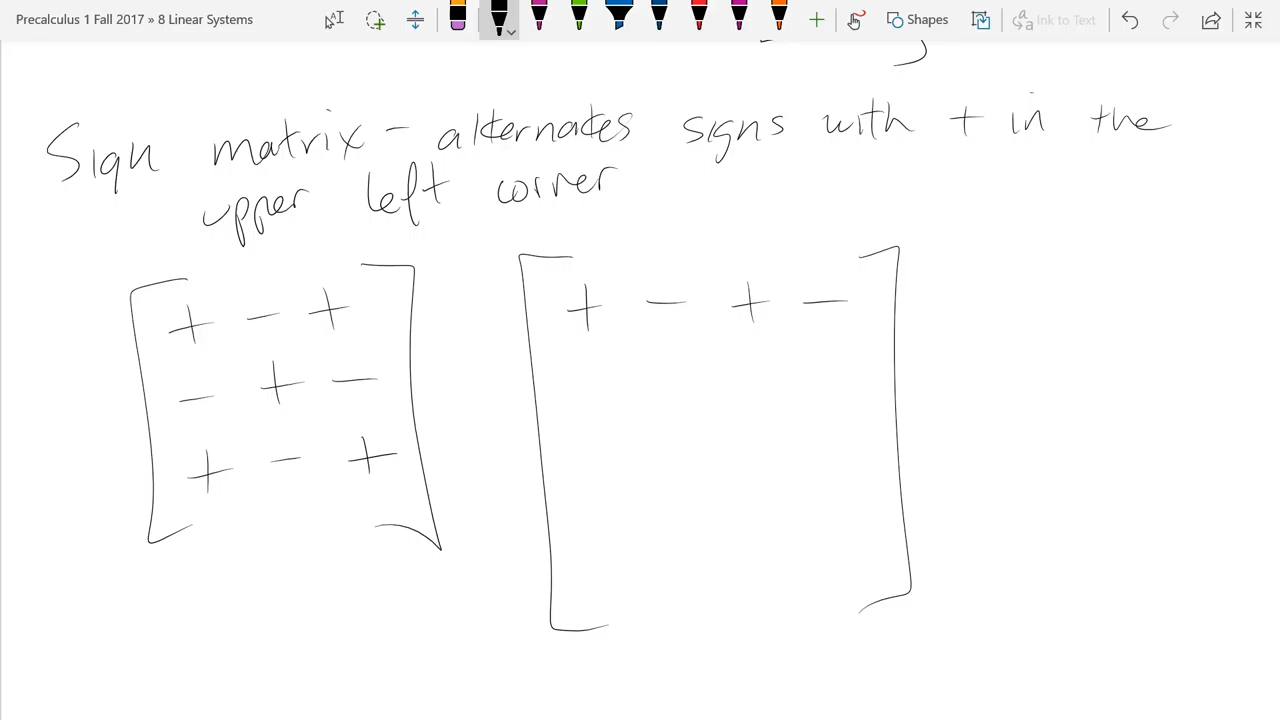 Precalculus 1 Fall 2017 » 8 Linear Systems
Shapes
Ink to Text
Sign matrix - alternates signs with + in the
upper left corner
+ - +
- + -
+ - +
+ - + -